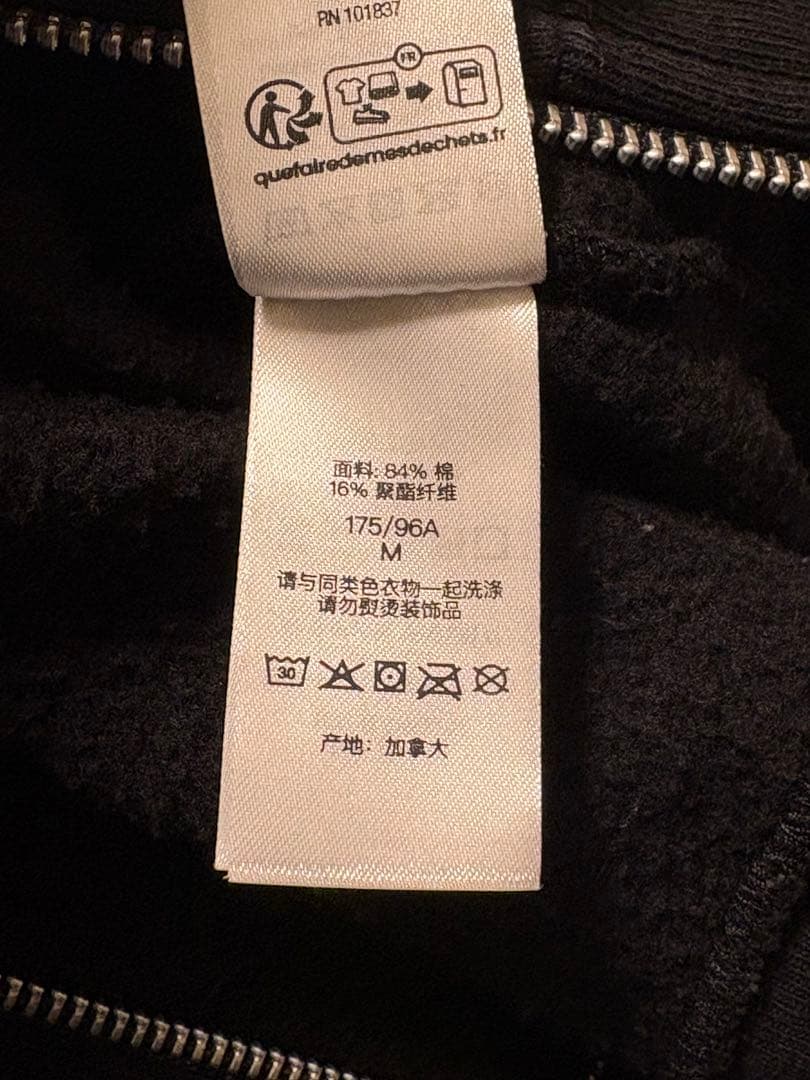 RN 101837
FR
quefairedemesdechets.fr
面料: 84% 棉
16% 聚酯纤维
175/96A
M
请与同类色衣物一起洗涤
请勿熨烫装饰品
30
产地: 加拿大